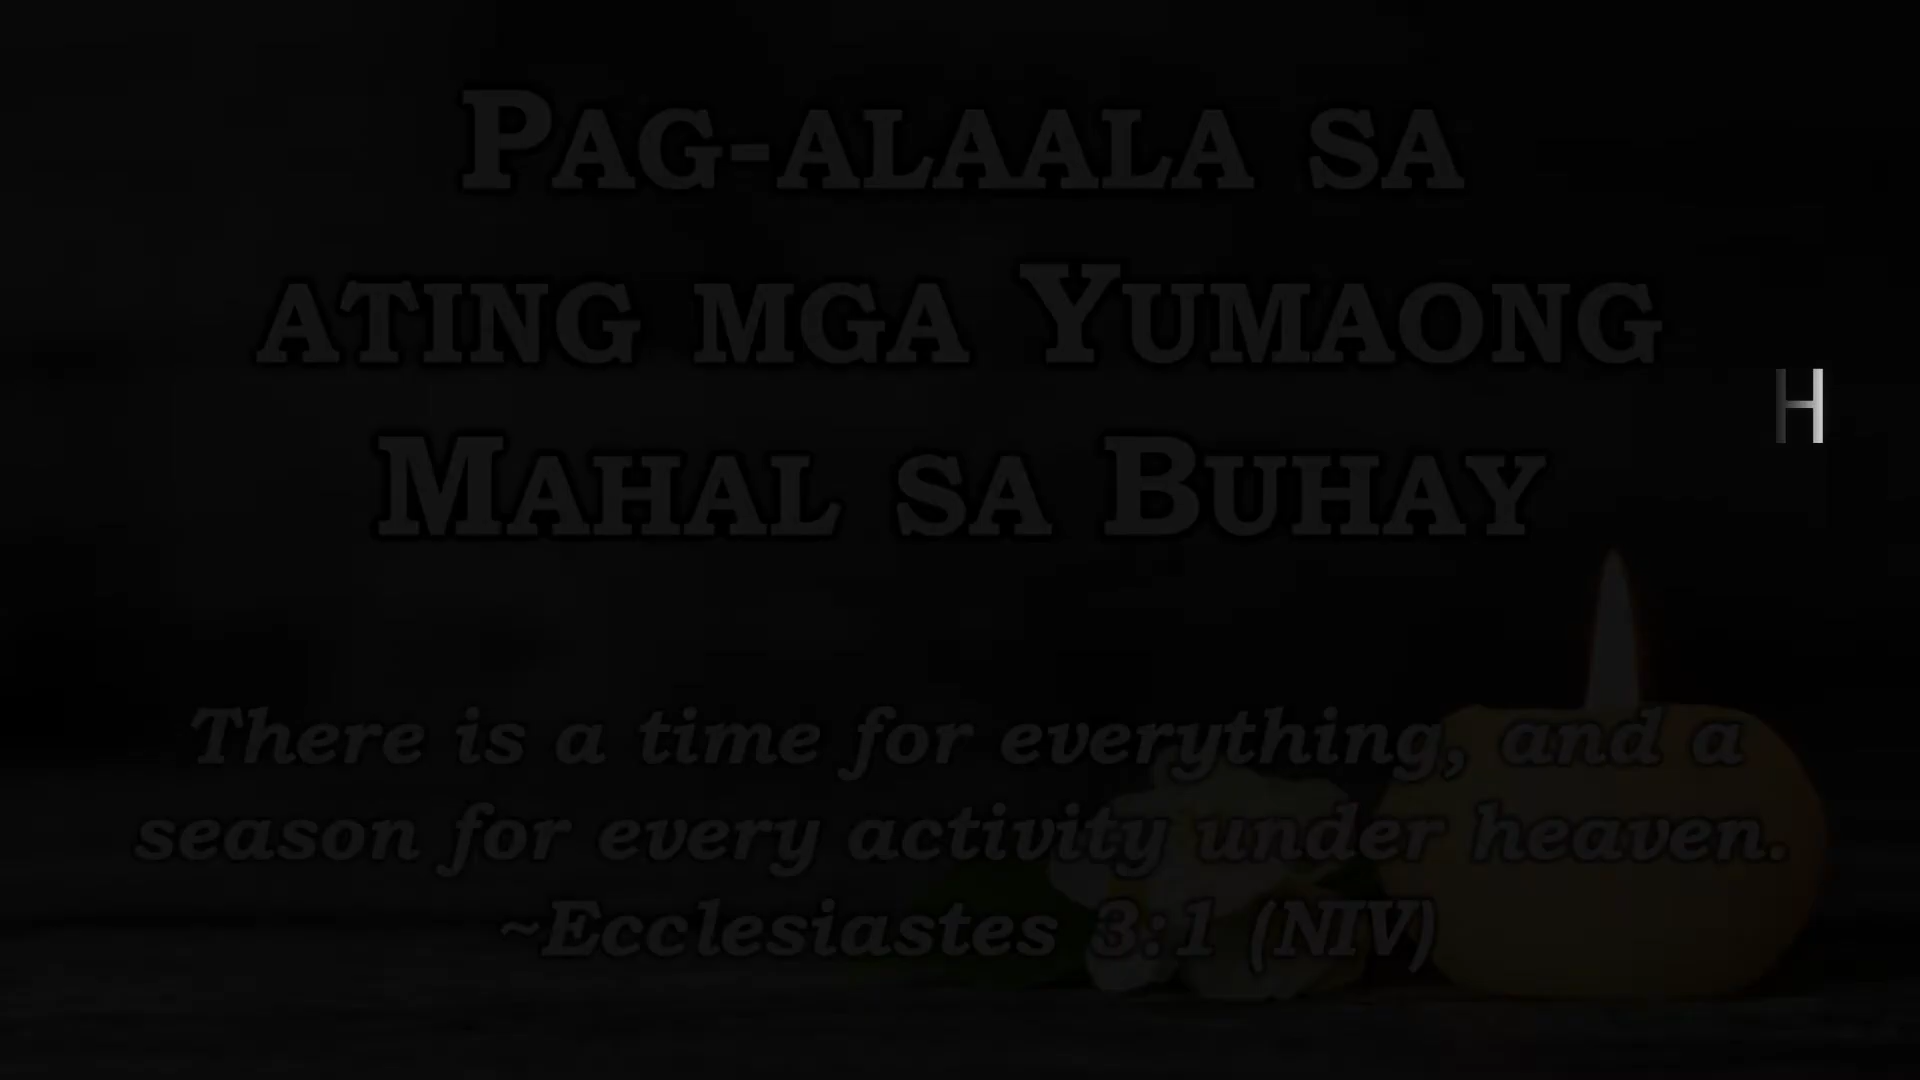 Pag-alaala sa
ating mga Yumaong
Mahal sa Buhay
H
There is a time for everything, and a
season for every activity under heaven.
~Ecclesiastes 3:1 (NIV)